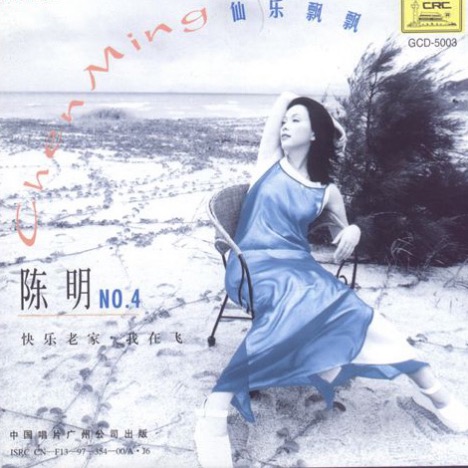 Chen Ming
仙乐飘飘
CRC
GCD-5003
陈明 NO.4
快乐老家 我在飞
中国唱片广州公司出版
ISRC CN-F13-97-354-00/A·J6